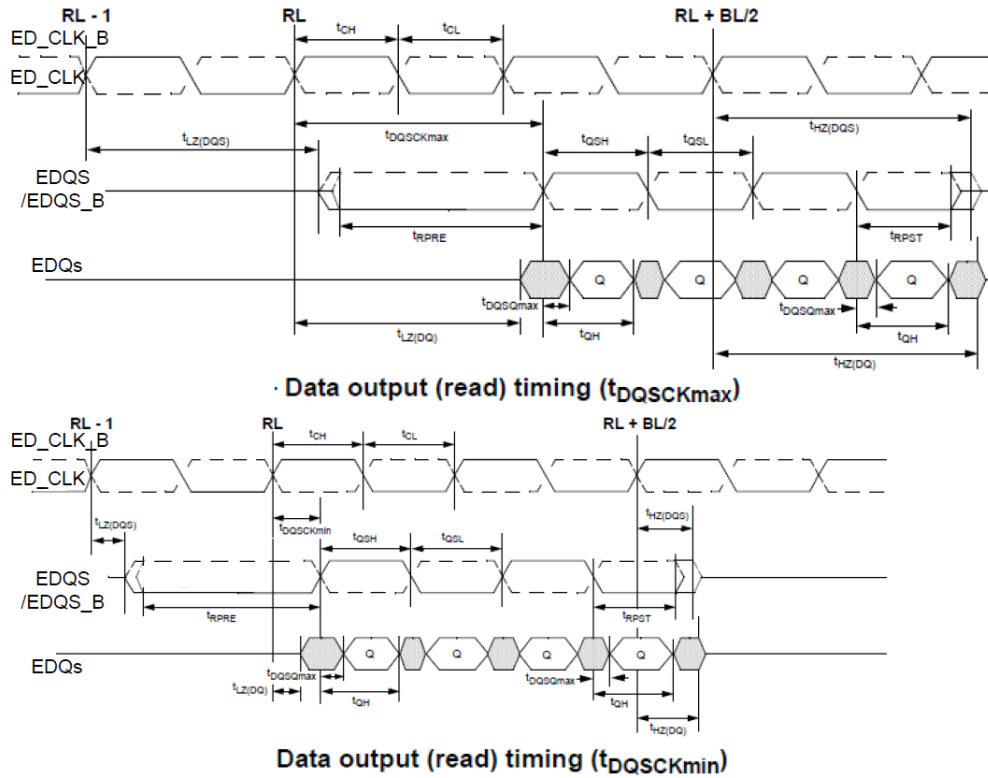 RL - 1 RL RL + BL/2
ED_CLK_B tCH tCL
ED_CLK
tLZ(DQS) tDQSCKmax tHZ(DQS)
tQSH tQSL
EDQS
/EDQS_B
tRPRE tRPST
EDQs Q Q Q Q
tDQSQmax tDQSQmax
tLZ(DQ) tQH tQH
tHZ(DQ)
· Data output (read) timing (tDQSCKmax)
RL - 1 RL RL + BL/2
ED_CLK_B tCH tCL
ED_CLK
tLZ(DQS) tDQSCKmin tHZ(DQS)
tQSH tQSL
EDQS
/EDQS_B
tRPRE tRPST
EDQs Q Q Q Q
tDQSQmax tDQSQmax
tLZ(DQ) tQH tQH
tHZ(DQ)
Data output (read) timing (tDQSCKmin)